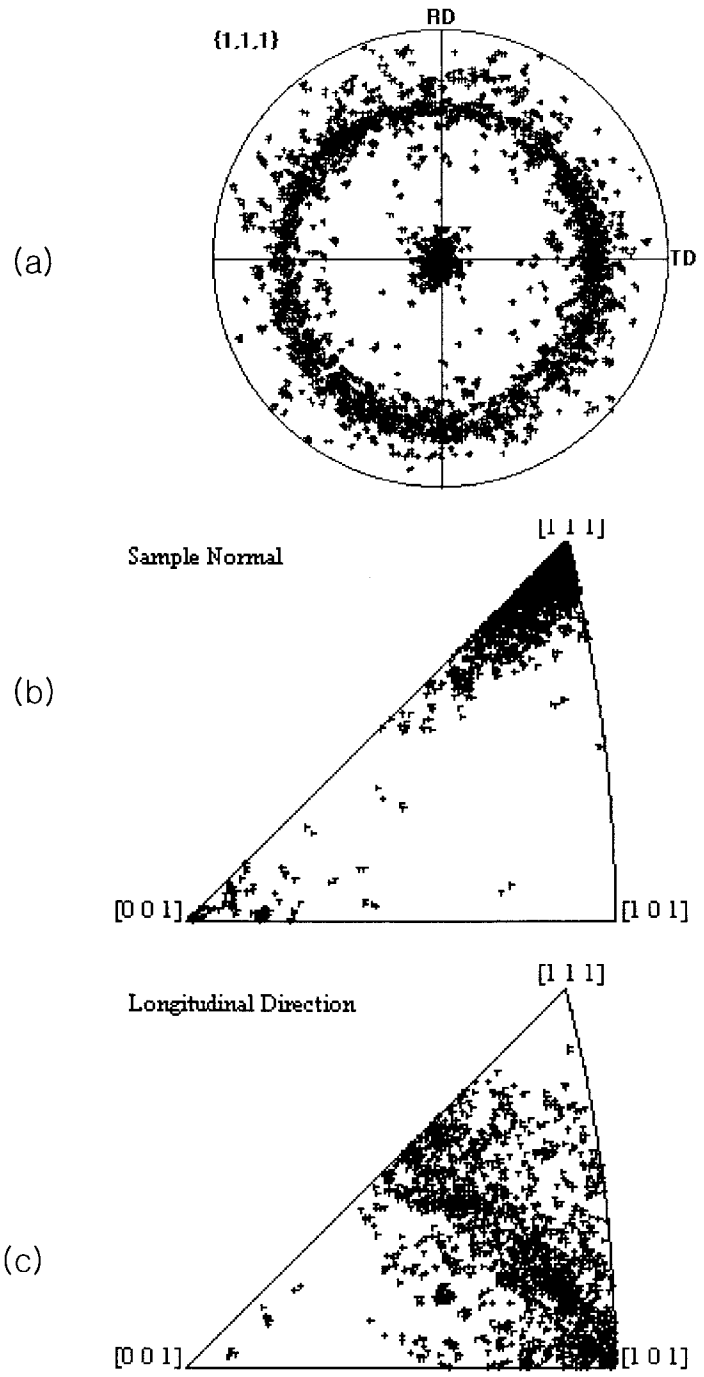 RD
{1,1,1}
(a)
TD
[1 1 1]
Sample Normal
(b)
[0 0 1]
[1 0 1]
[1 1 1]
Longitudinal Direction
(c)
[0 0 1]
[1 0 1]